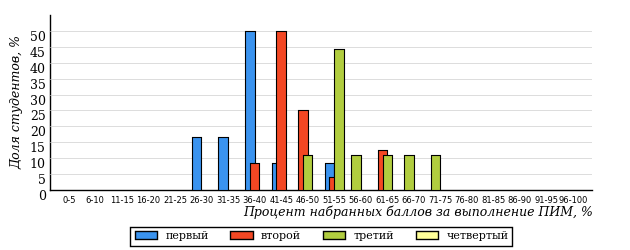 Доля студентов, %
50
45
40
35
30
25
20
15
10
5
0
0-5 6-10 11-15 16-20 21-25 26-30 31-35 36-40 41-45 46-50 51-55 56-60 61-65 66-70 71-75 76-80 81-85 86-90 91-95 96-100
Процент набранных баллов за выполнение ПИМ, %
первый второй третий четвертый